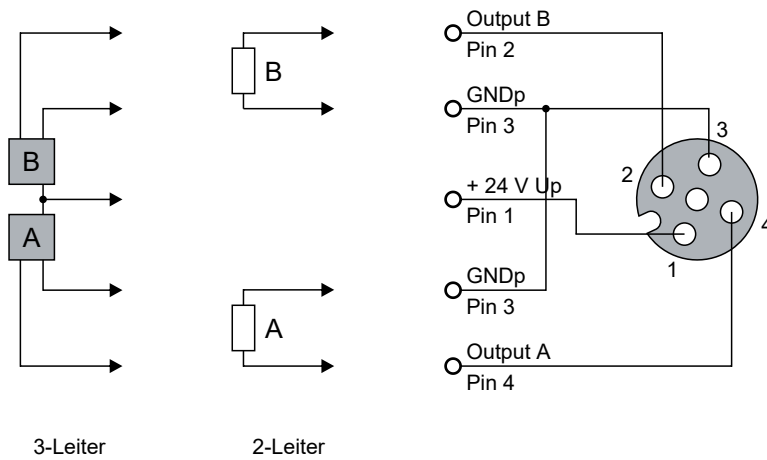 Output B
Pin 2
B
GNDp
Pin 3
3
B
2
+ 24 V Up
Pin 1
4
A
1
GNDp
Pin 3
A
Output A
Pin 4
3-Leiter
2-Leiter